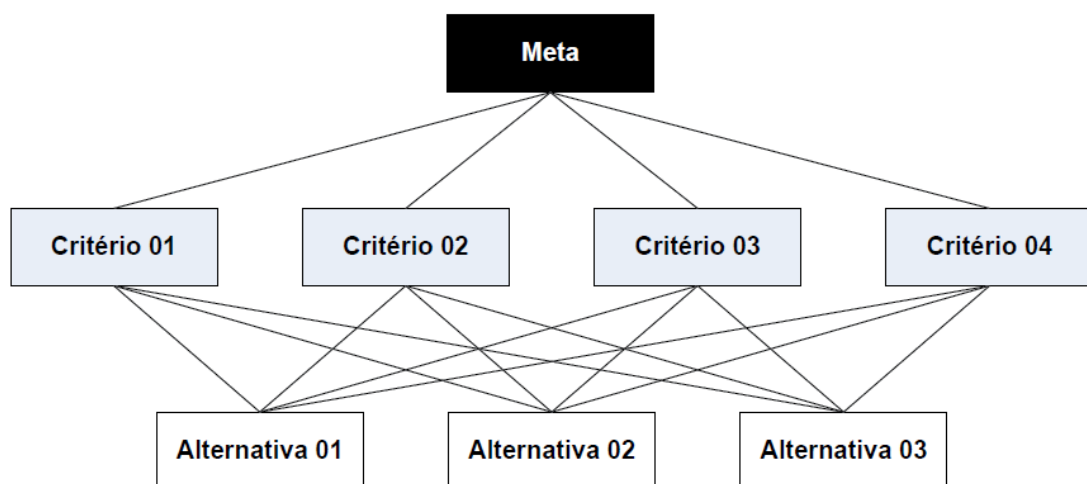 Meta
Critério 01
Critério 02
Critério 03
Critério 04
Alternativa 01
Alternativa 02
Alternativa 03